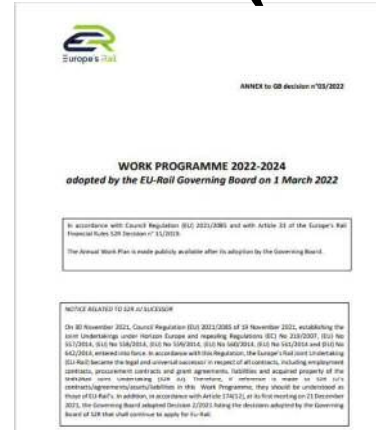 Europe's Rail
ANNEX to GB decision n°03/2022
WORK PROGRAMME 2022-2024
adopted by the EU-Rail Governing Board on 1 March 2022
In accordance with Council Regulation (EU) 2021/2085 and with Article 33 of the Europe's Rail
Financial Rules S2R Decision n°
The Annual Work Plan is made publicly available after its adoption by the Governing Board.
NOTICE RELATED TO S2R JU SUCESSOR
On 30 November 2021, Council Regulation (EU) 2021/2085 of 19 November 2021, establishing the
Joint Undertakings under Horizon Europe and repealing Regulations (EC) No 219/2007, (EU) No
557/2014, (EU) No 558/2014, (EU) No 559/2014, (EU) No 560/2014, (EU) No 561/2014 and (EU) No
642/2014, entered into force. In accordance with this Regulation, the Europe's Rail Joint Undertaking
(EU-Rail) became the legal and universal successor in respect of all contracts, including employment
contracts, procurement contracts and grant agreements, liabilities and acquired property of the
Shift2Rail Joint Undertaking (S2R JU). Therefore, if reference is made to S2R JU's
contracts/agreements/assets/liabilities in this Work Programme, they should be understood as
those of EU-Rail's. In addition, in accordance with Article 174(12), at its first meeting on 21 December
2021, the Governing Board adopted Decision 2/2021 listing the decisions adopted by the Governing
Board of S2R that shall continue to apply for EU-Rail.